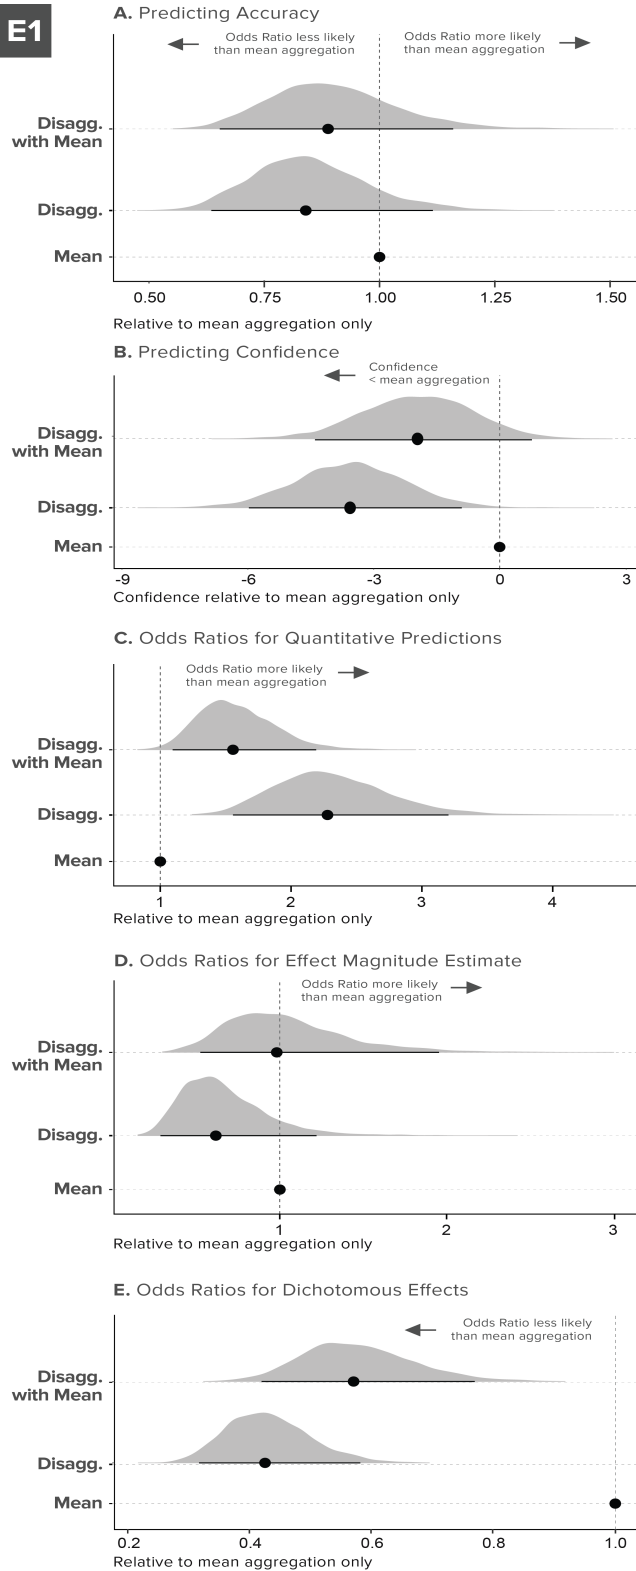 E1
A. Predicting Accuracy
Odds Ratio less likely
than mean aggregation
Odds Ratio more likely
than mean aggregation
Disagg.
with Mean
Disagg.
Mean
0.50 0.75 1.00 1.25 1.50
Relative to mean aggregation only
B. Predicting Confidence
Confidence
< mean aggregation
Disagg.
with Mean
Disagg.
Mean
-9 -6 -3 0 3
Confidence relative to mean aggregation only
C. Odds Ratios for Quantitative Predictions
Odds Ratio more likely
than mean aggregation
Disagg.
with Mean
Disagg.
Mean
1 2 3 4
Relative to mean aggregation only
D. Odds Ratios for Effect Magnitude Estimate
Odds Ratio more likely
than mean aggregation
Disagg.
with Mean
Disagg.
Mean
1 2 3
Relative to mean aggregation only
E. Odds Ratios for Dichotomous Effects
Odds Ratio less likely
than mean aggregation
Disagg.
with Mean
Disagg.
Mean
0.2 0.4 0.6 0.8 1.0
Relative to mean aggregation only